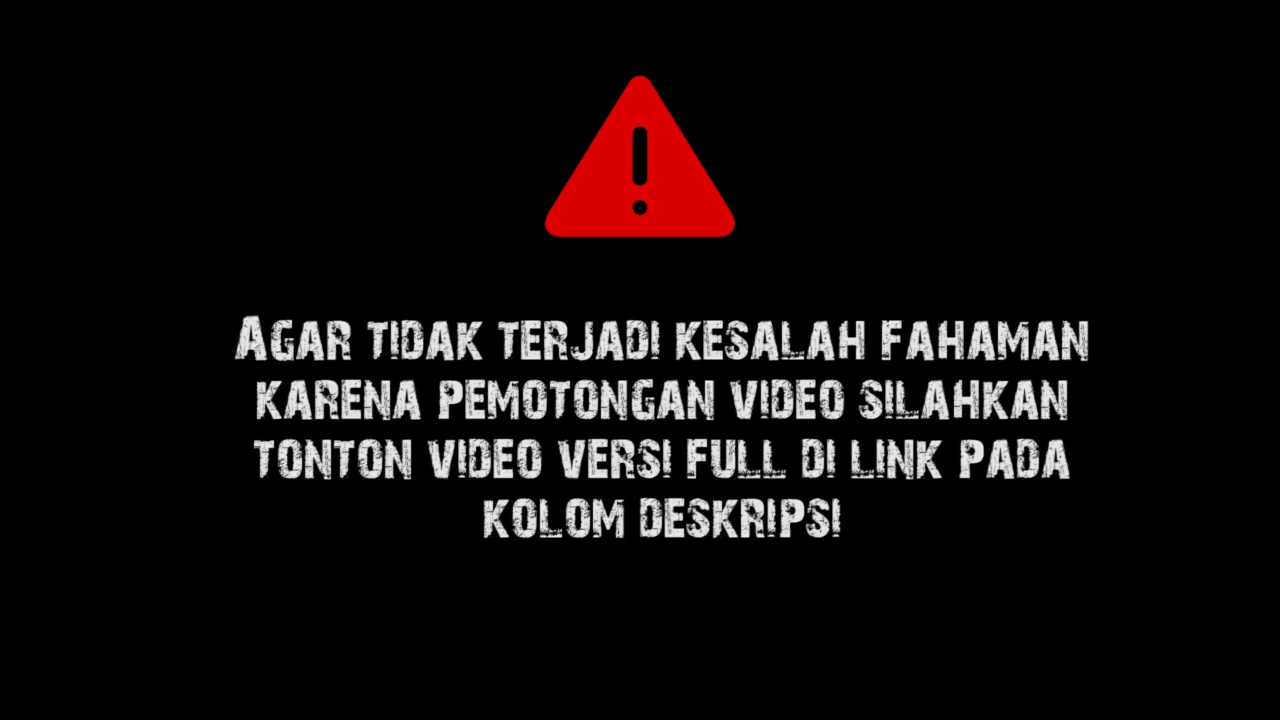 Agar tidak terjadi kesalah fahaman
karena pemotongan video silahkan
tonton video versi full di link pada
kolom deskripsi